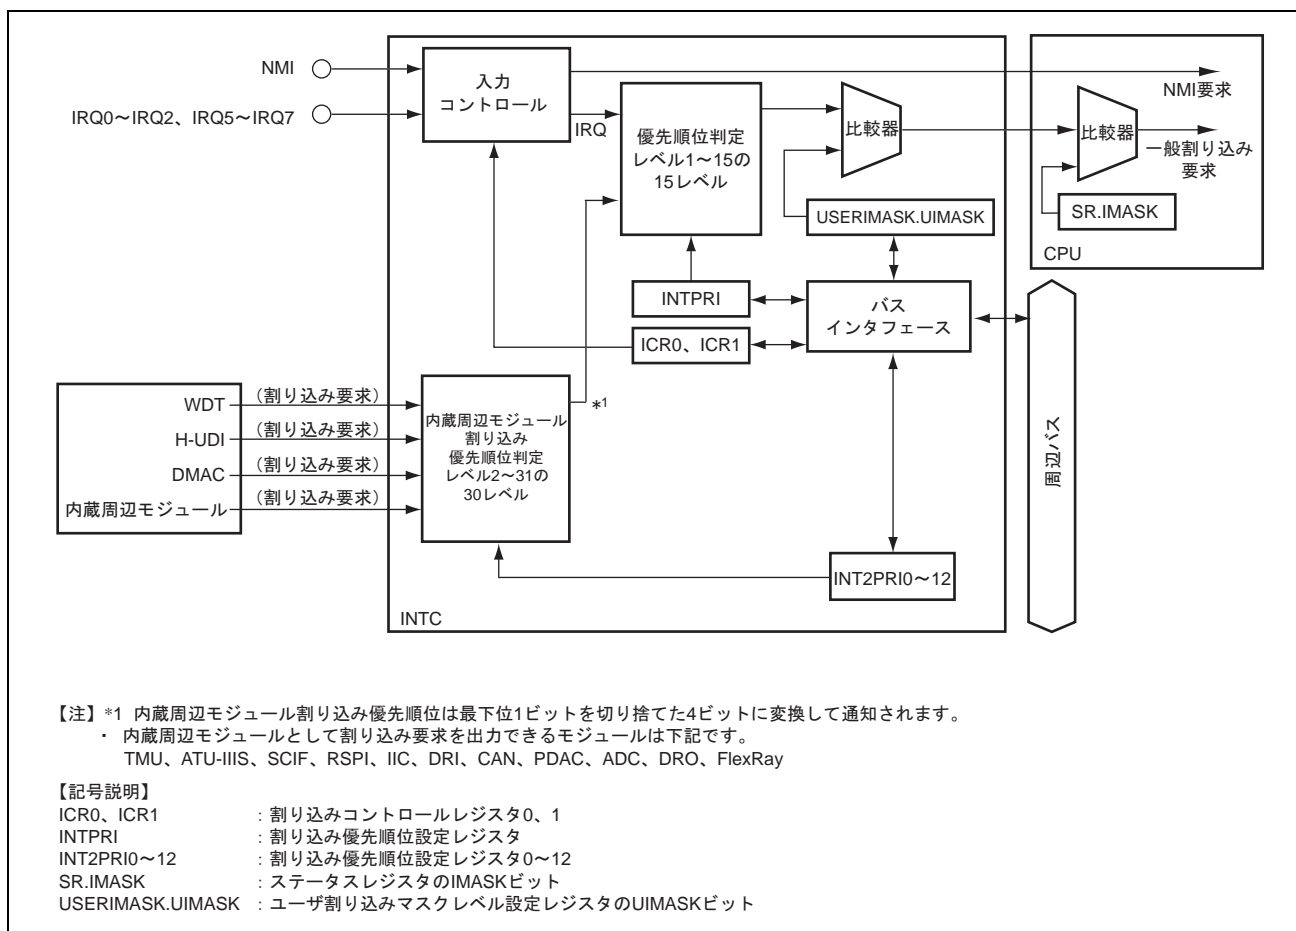 NMI
IRQ0～IRQ2、IRQ5～IRQ7
入力
コントロール
IRQ
優先順位判定
レベル1～15の
15レベル
比較器
USERIMASK.UIMASK
NMI要求
比較器
一般割り込み
要求
SR.IMASK
CPU
INTPRI
ICR0、ICR1
バス
インタフェース
WDT
H-UDI
DMAC
内蔵周辺モジュール
（割り込み要求）
（割り込み要求）
（割り込み要求）
（割り込み要求）
内蔵周辺モジュール
割り込み
優先順位判定
レベル2～31の
30レベル
*1
周辺バス
INT2PRI0～12
INTC
【注】*1 内蔵周辺モジュール割り込み優先順位は最下位1ビットを切り捨てた4ビットに変換して通知されます。
・ 内蔵周辺モジュールとして割り込み要求を出力できるモジュールは下記です。
TMU、ATU-IIIS、SCIF、RSPI、IIC、DRI、CAN、PDAC、ADC、DRO、FlexRay
【記号説明】
ICR0、ICR1 : 割り込みコントロールレジスタ0、1
INTPRI : 割り込み優先順位設定レジスタ
INT2PRI0～12 : 割り込み優先順位設定レジスタ0～12
SR.IMASK : ステータスレジスタのIMASKビット
USERIMASK.UIMASK : ユーザ割り込みマスクレベル設定レジスタのUIMASKビット